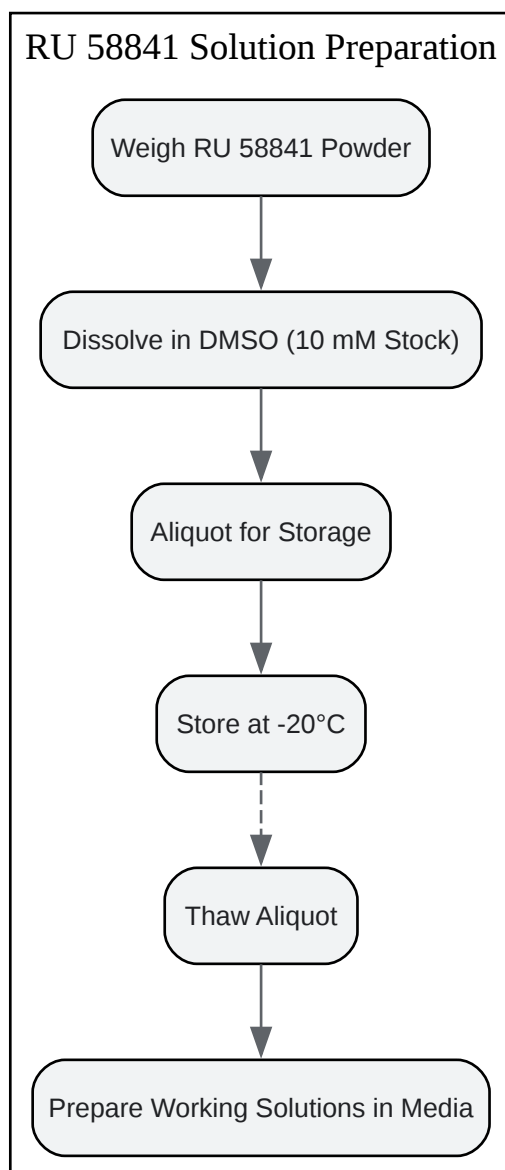 RU 58841 Solution Preparation
Weigh RU 58841 Powder
Dissolve in DMSO (10 mM Stock)
Aliquot for Storage
Store at -20°C
Thaw Aliquot
Prepare Working Solutions in Media